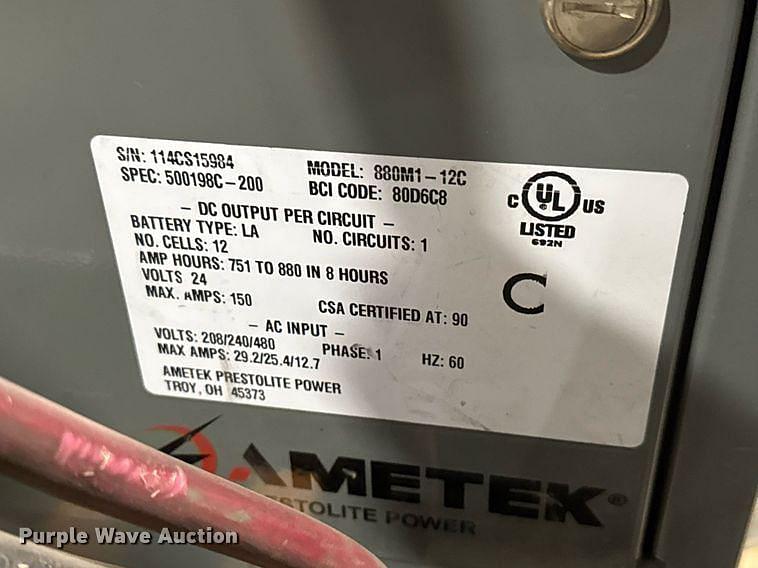 S/N: 114CS15984 MODEL: 880M1-12C
SPEC: 500198C-200 BCI CODE: 80D6C8
C UL US
LISTED
692N
- DC OUTPUT PER CIRCUIT -
BATTERY TYPE: LA NO. CIRCUITS: 1
NO. CELLS: 12
AMP HOURS: 751 TO 880 IN 8 HOURS
VOLTS 24
MAX. AMPS: 150 CSA CERTIFIED AT: 90
C
- AC INPUT -
VOLTS: 208/240/480 PHASE: 1 HZ: 60
MAX AMPS: 29.2/25.4/12.7
AMETEK PRESTOLITE POWER
TROY, OH 45373
AMETEK®
PRESTOLITE POWER
Purple Wave Auction